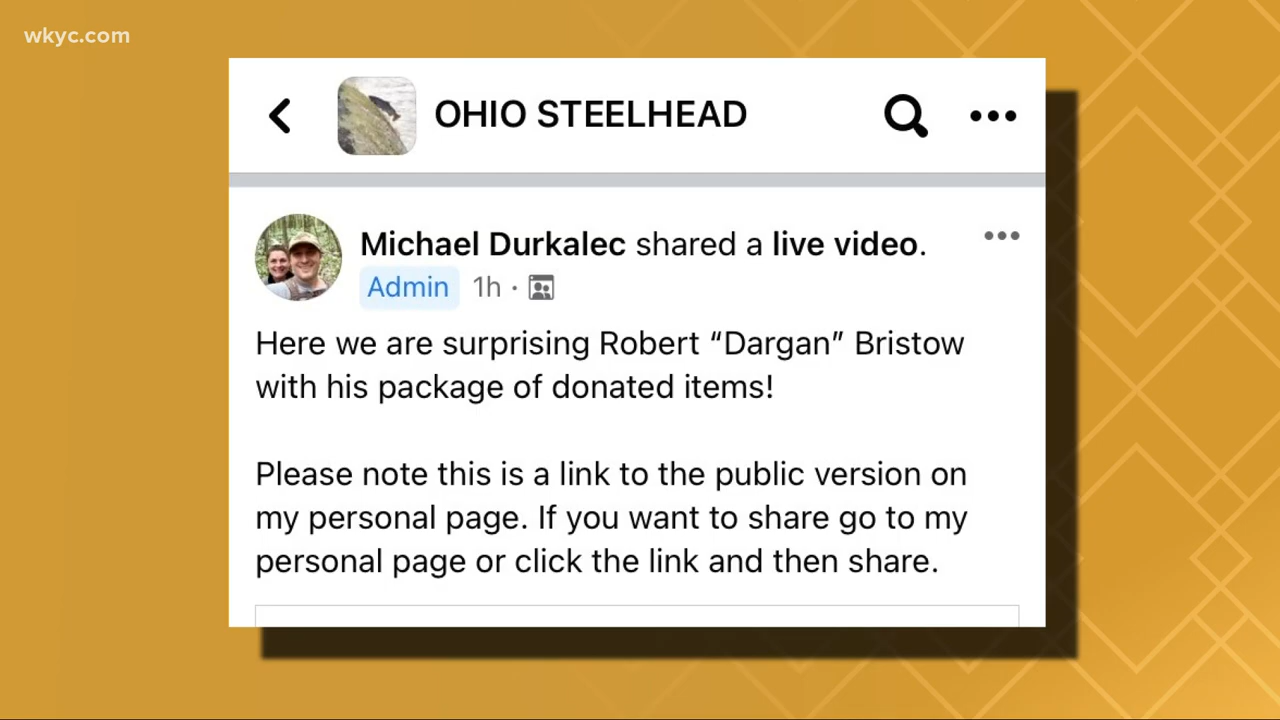 wkyc.com
OHIO STEELHEAD
Michael Durkalec shared a live video.
Admin 1h ·
Here we are surprising Robert “Dargan” Bristow
with his package of donated items!
Please note this is a link to the public version on
my personal page. If you want to share go to my
personal page or click the link and then share.